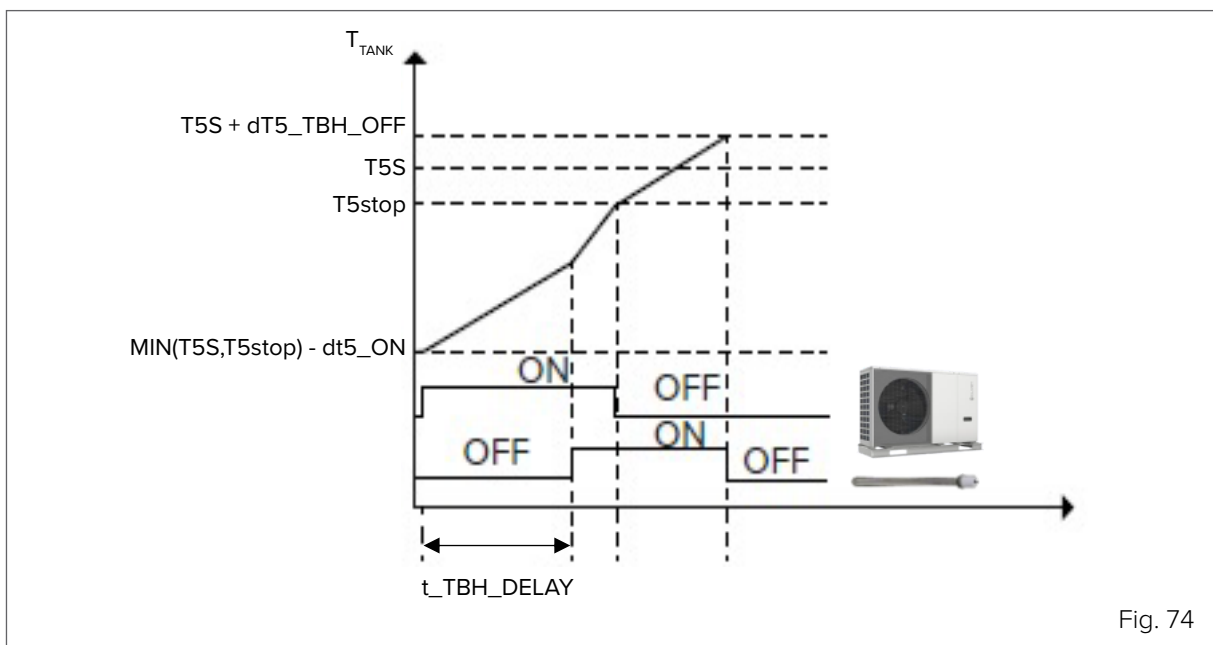 T_TANK
T5S + dT5_TBH_OFF
T5S
T5stop
MIN(T5S,T5stop) - dt5_ON
ON
OFF
OFF
ON
OFF
t_TBH_DELAY
Fig. 74